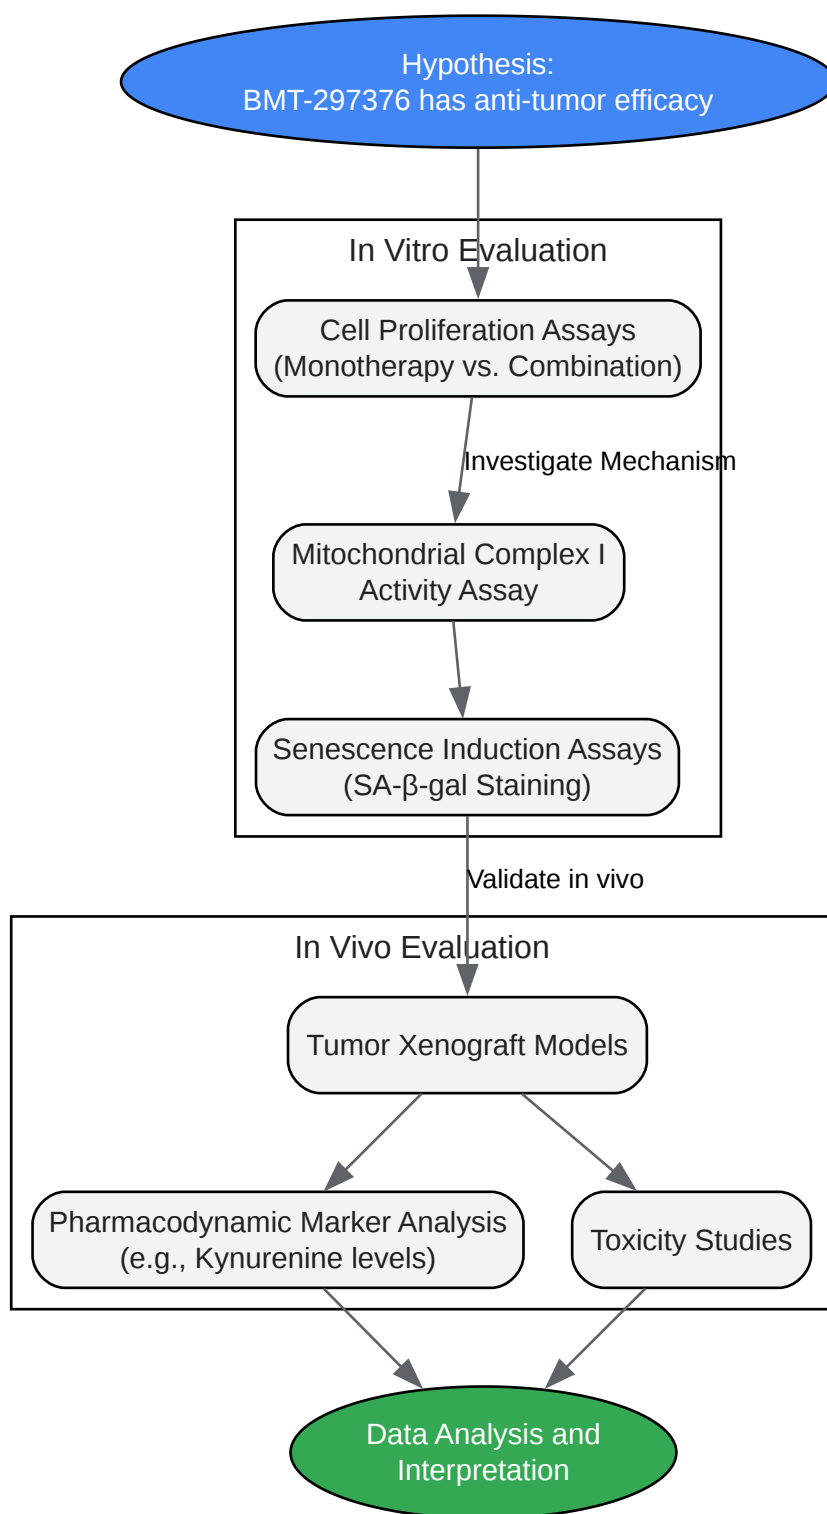 Hypothesis:
BMT-297376 has anti-tumor efficacy
In Vitro Evaluation
Cell Proliferation Assays
(Monotherapy vs. Combination)
Investigate Mechanism
Mitochondrial Complex I
Activity Assay
Senescence Induction Assays
(SA-β-gal Staining)
Validate in vivo
In Vivo Evaluation
Tumor Xenograft Models
Pharmacodynamic Marker Analysis
(e.g., Kynurenine levels)
Toxicity Studies
Data Analysis and
Interpretation